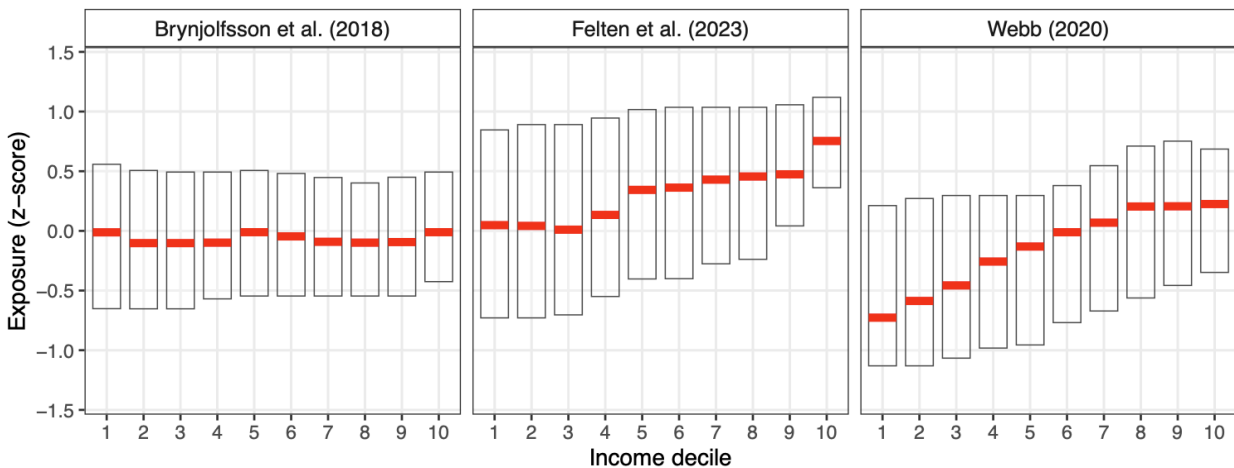 Brynjolfsson et al. (2018) Felten et al. (2023) Webb (2020)
1.5
1.0
0.5
0.0
−0.5
−1.0
−1.5
Exposure (z−score)
1 2 3 4 5 6 7 8 9 10 1 2 3 4 5 6 7 8 9 10 1 2 3 4 5 6 7 8 9 10
Income decile